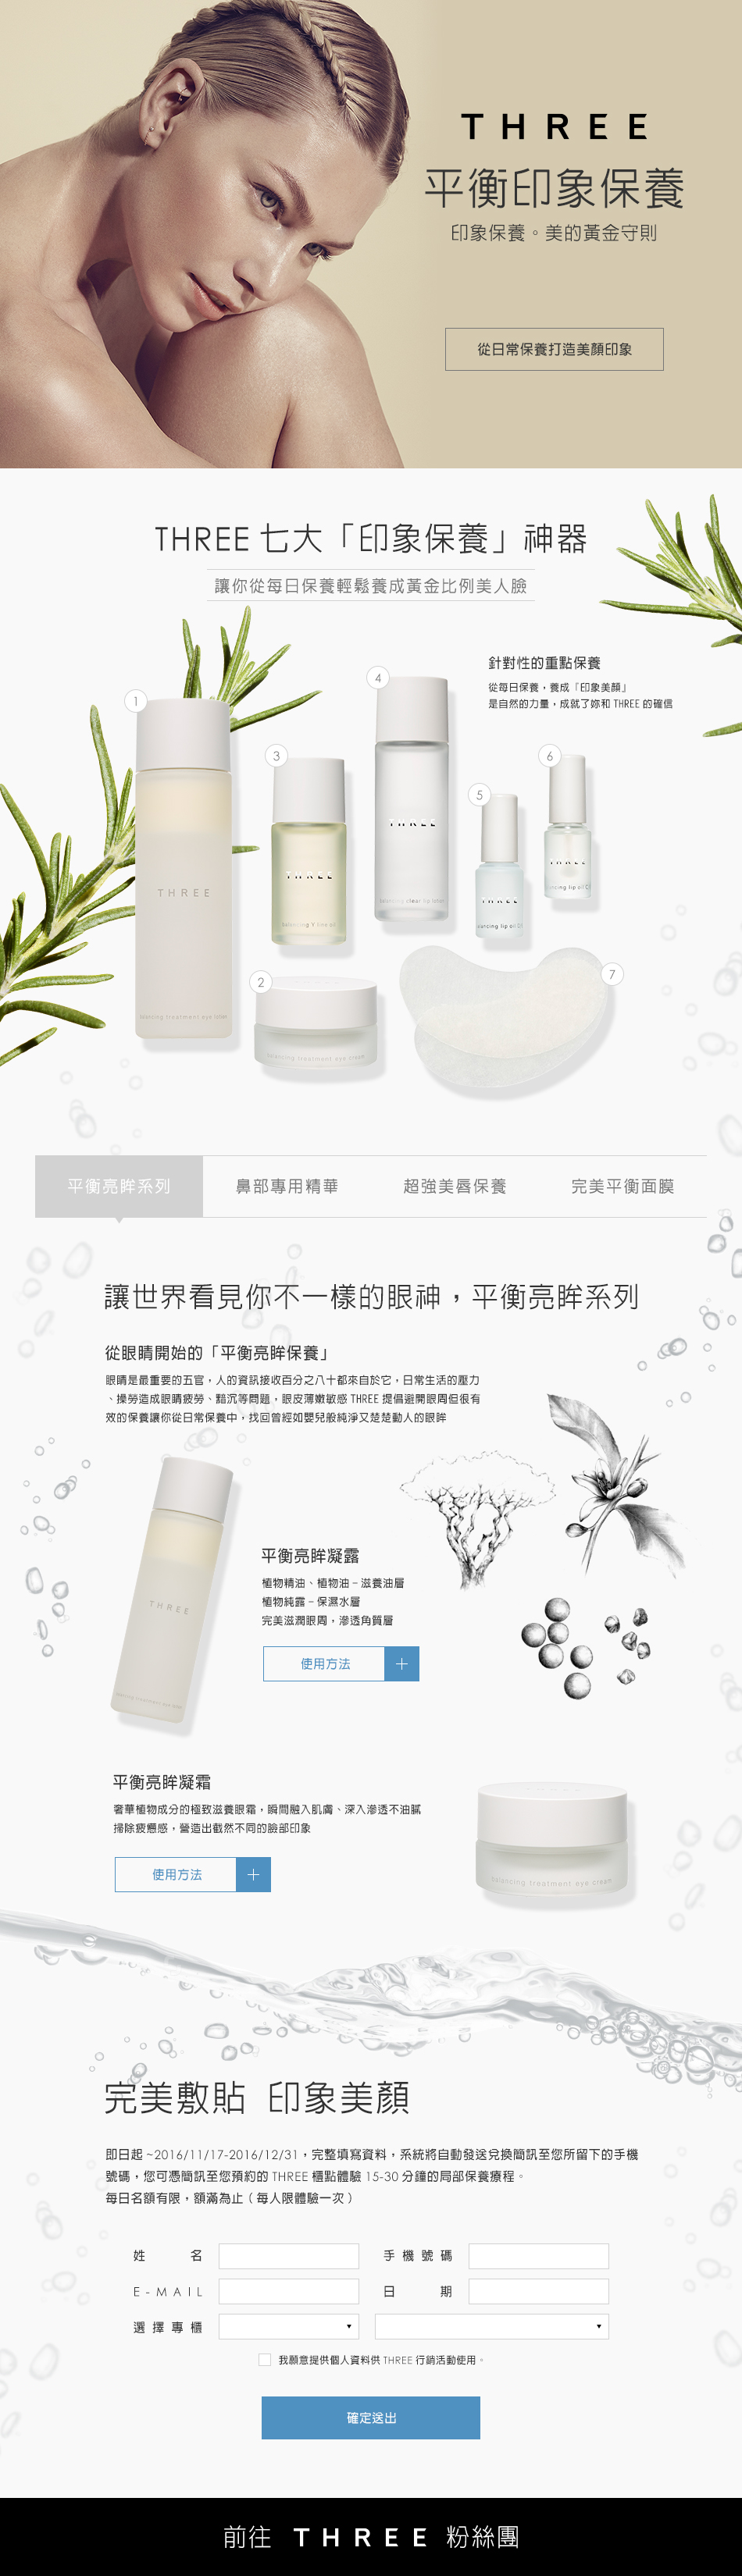 THREE
平衡印象保養
印象保養。美的黃金守則
從日常保養打造美顏印象
THREE 七大「印象保養」神器
讓你從每日保養輕鬆養成黃金比例美人臉
針對性的重點保養
從每日保養，養成『印象美顏』
是自然的力量，成就了妳和 THREE 的確信
1
2
3
4
5
6
7
THREE
balancing treatment eye lotion
THREE
balancing V line oil
THREE
balancing clear lip lotion
THREE
THREE
balancing treatment eye cream
平衡亮眸系列
鼻部專用精華
超強美唇保養
完美平衡面膜
讓世界看見你不一樣的眼神，平衡亮眸系列
從眼睛開始的「平衡亮眸保養」
眼睛是最重要的五官，人的資訊接收百分之八十都來自於它，日常生活的壓力
、操勞造成眼睛疲勞、黯沉等問題，眼皮薄嫩敏感 THREE 提倡避開眼周但很有
效的保養讓你從日常保養中，找回曾經如嬰兒般純淨又楚楚動人的眼眸
THREE
平衡亮眸凝露
植物精油、植物油 – 滋養油層
植物純露 – 保濕水層
完美滋潤眼周，滲透角質層
使用方法 +
平衡亮眸凝霜
奢華植物成分的極致滋養眼霜，瞬間融入肌膚、深入滲透不油膩
掃除疲憊感，營造出截然不同的臉部印象
使用方法 +
balancing treatment eye cream
完美敷貼 印象美顏
即日起 ~2016/11/17-2016/12/31，完整填寫資料，系統將自動發送兌換簡訊至您所留下的手機
號碼，您可憑簡訊至您預約的 THREE 櫃點體驗 15-30 分鐘的局部保養療程。
每日名額有限，額滿為止（每人限體驗一次）
姓名
手機號碼
E-MAIL
日期
選擇專櫃
我願意提供個人資料供 THREE 行銷活動使用。
確定送出
前往 THREE 粉絲團